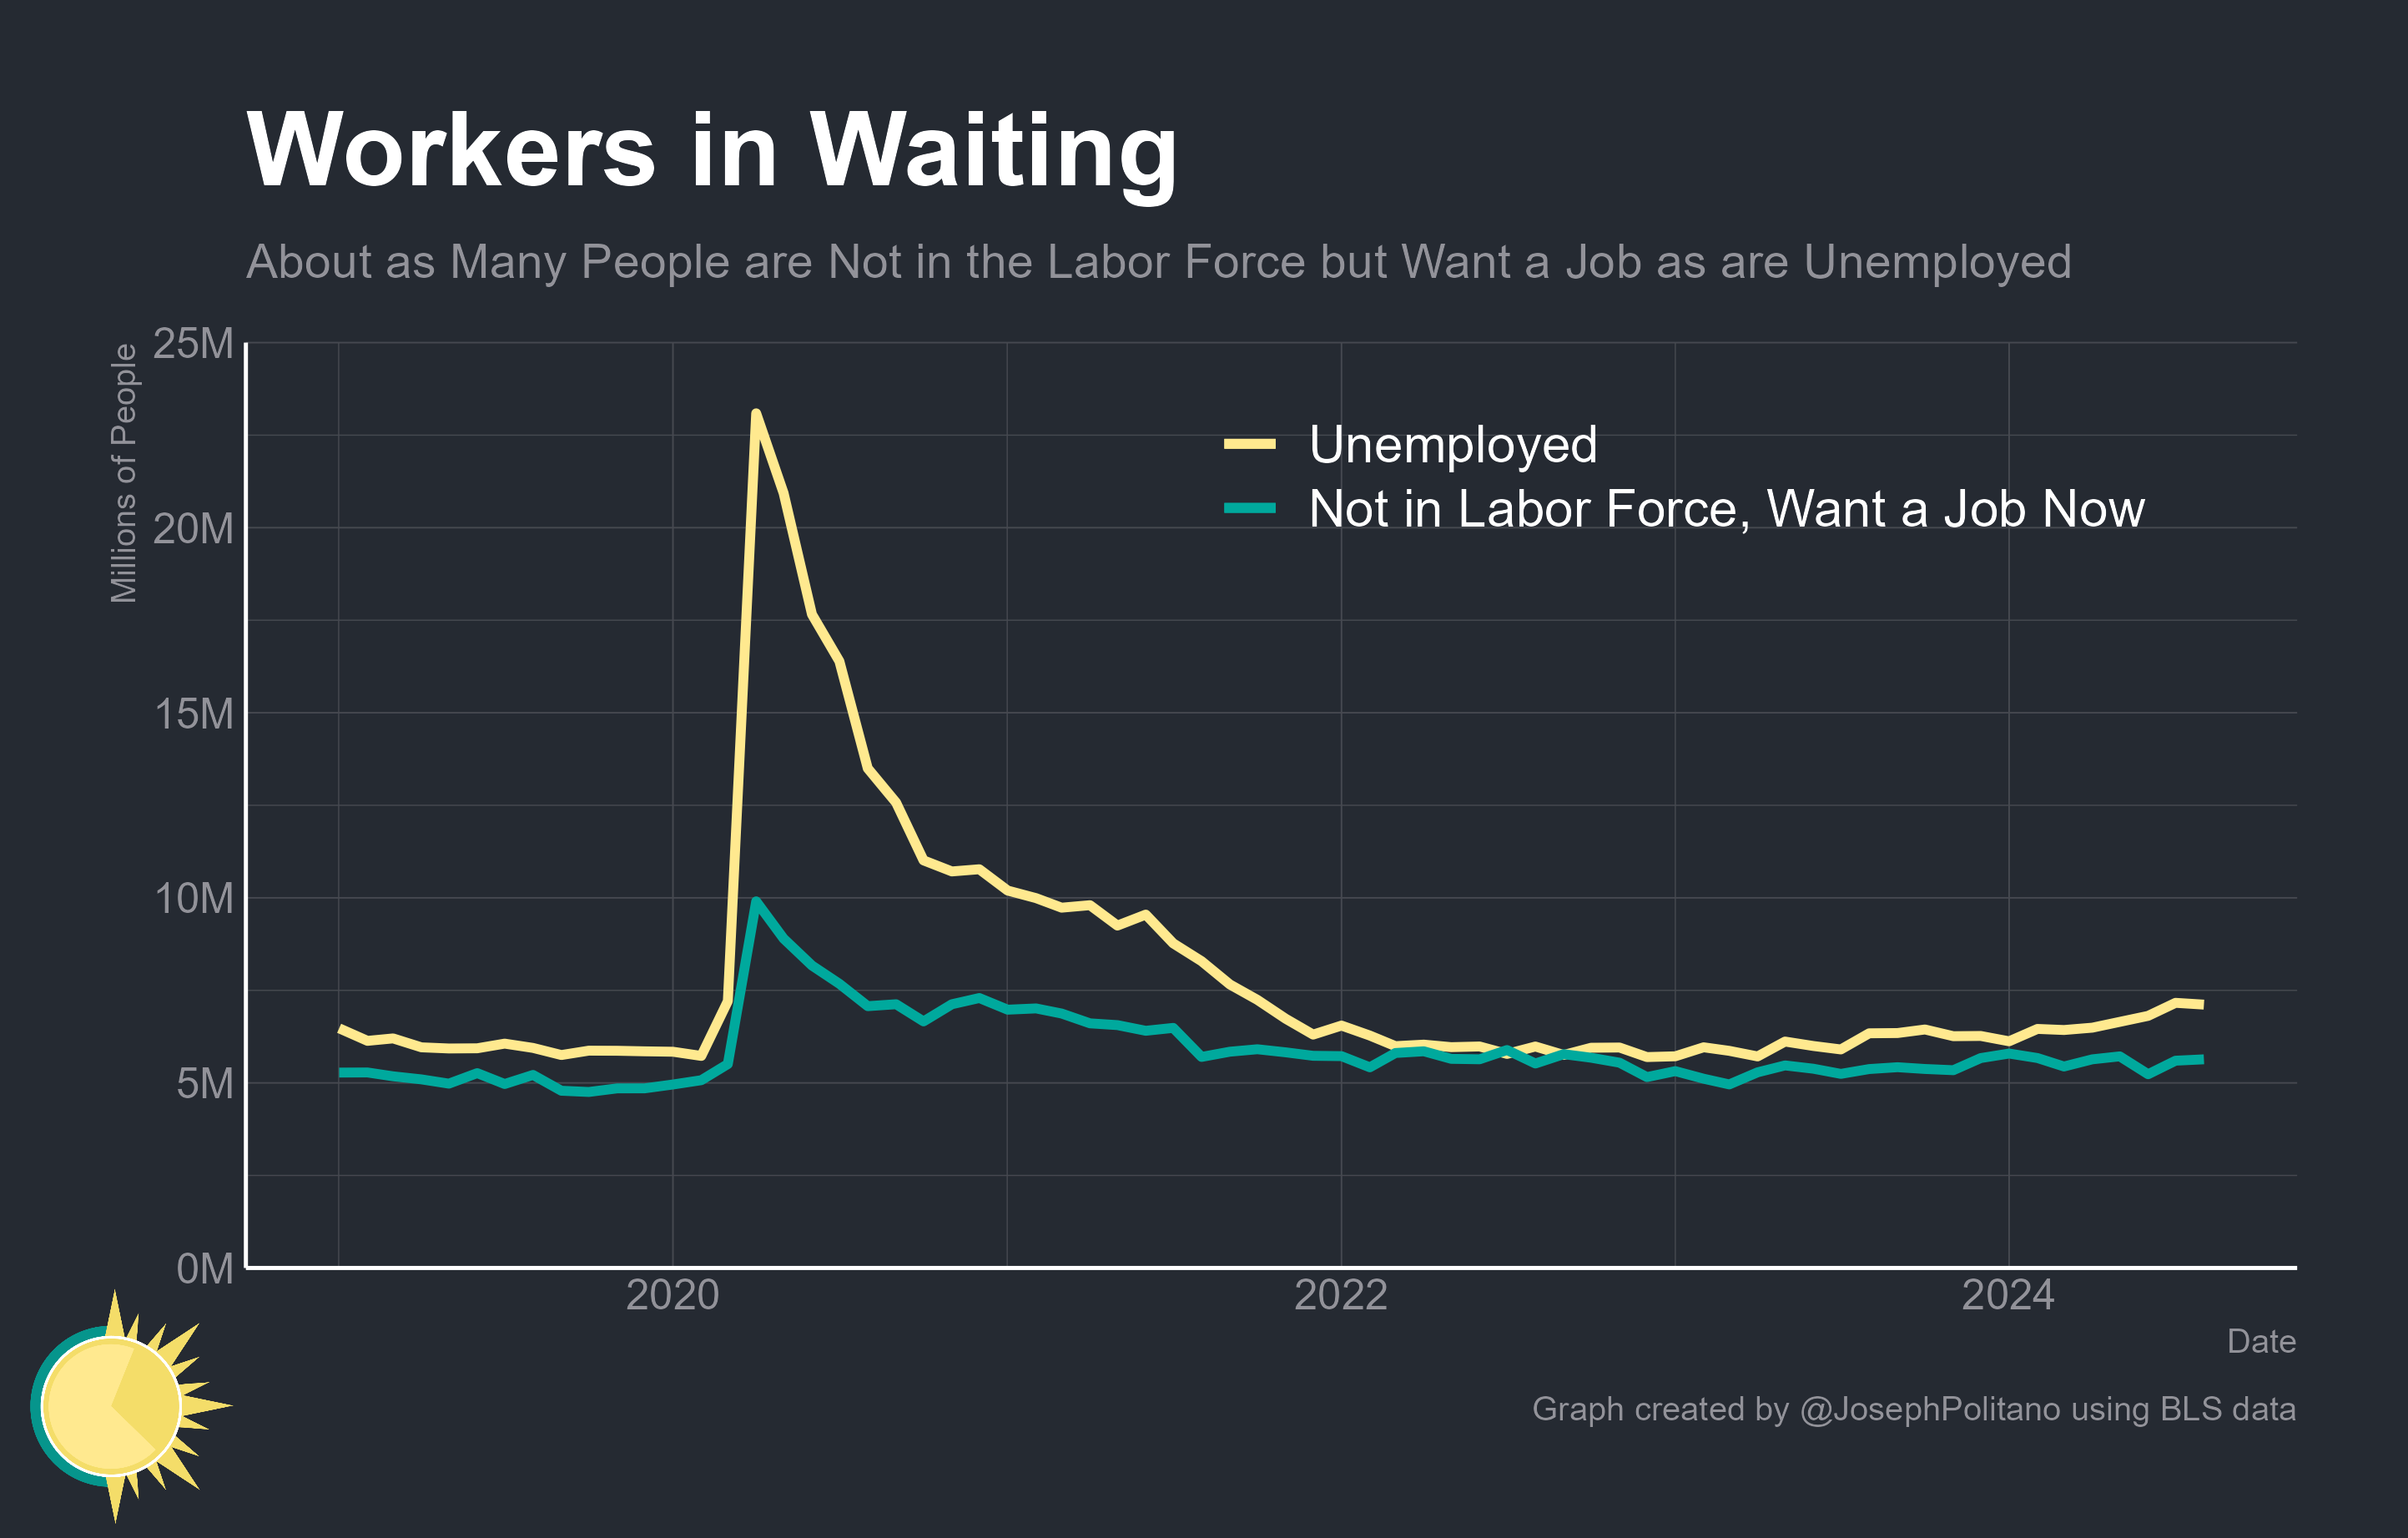 Workers in Waiting
About as Many People are Not in the Labor Force but Want a Job as are Unemployed
Millions of People
25M
20M
15M
10M
5M
0M
Unemployed
Not in Labor Force, Want a Job Now
2020
2022
2024
Date
Graph created by @JosephPolitano using BLS data